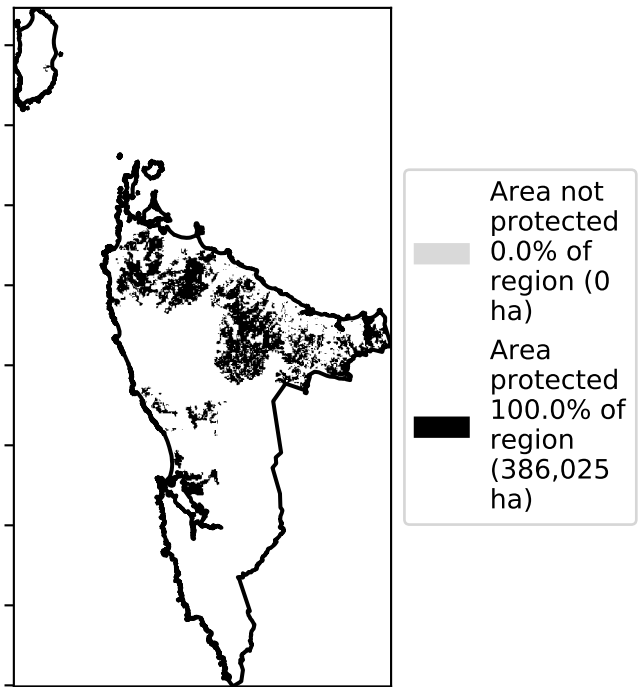 Area not
protected
0.0% of
region (0
ha)
Area
protected
100.0% of
region
(386,025
ha)